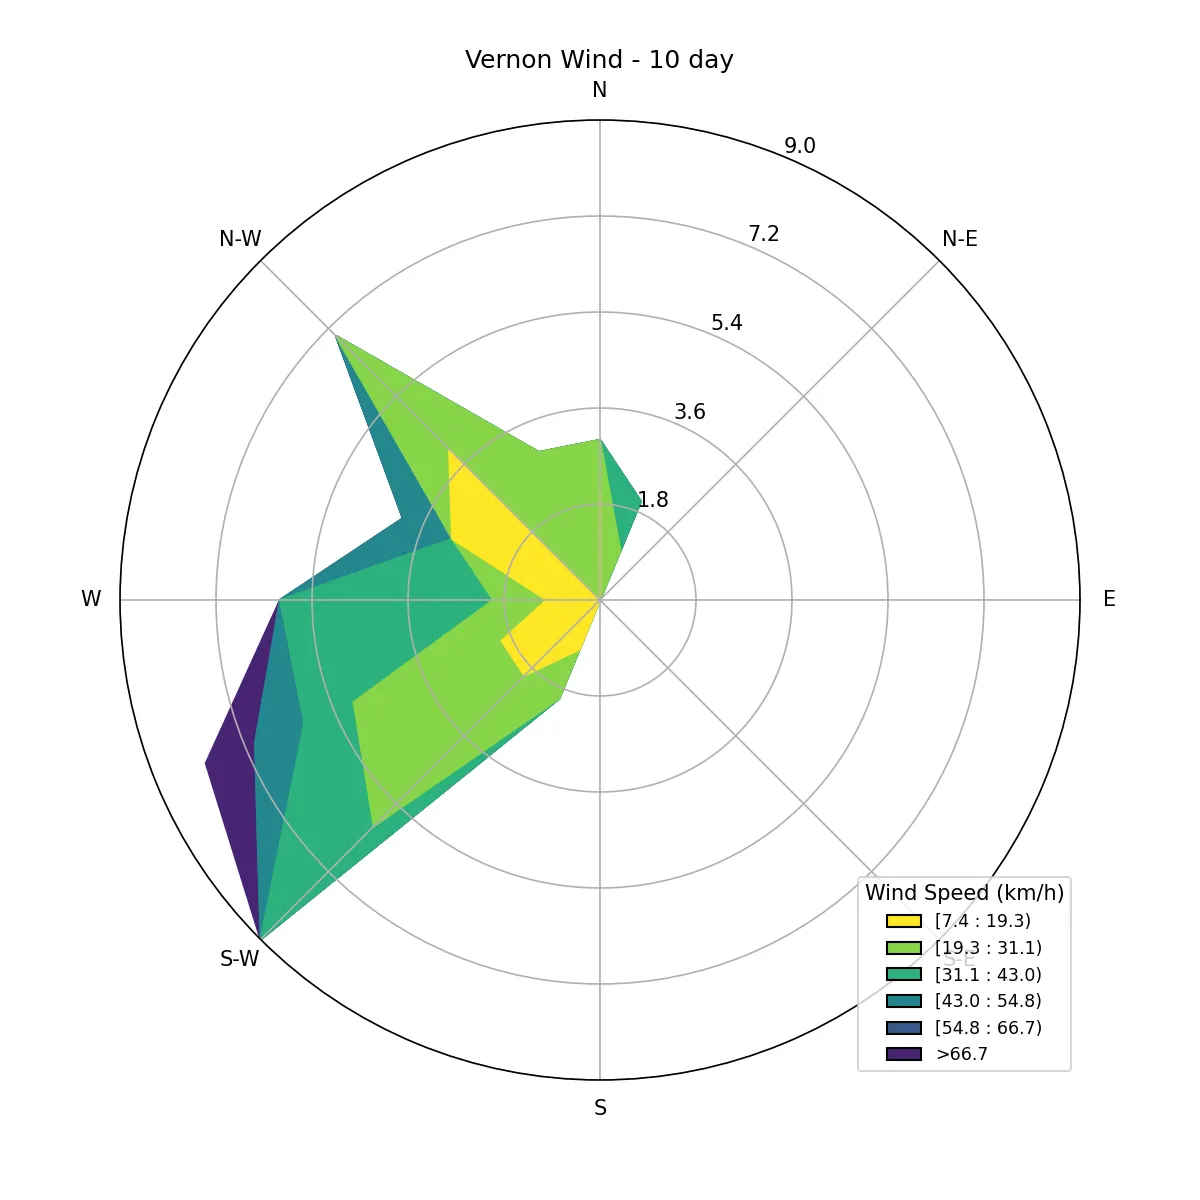 Vernon Wind - 10 day
N
9.0
N-W
N-E
7.2
5.4
3.6
1.8
W
E
S-W
S-E
S
Wind Speed (km/h)
[7.4 : 19.3)
[19.3 : 31.1)
[31.1 : 43.0)
[43.0 : 54.8)
[54.8 : 66.7)
>66.7